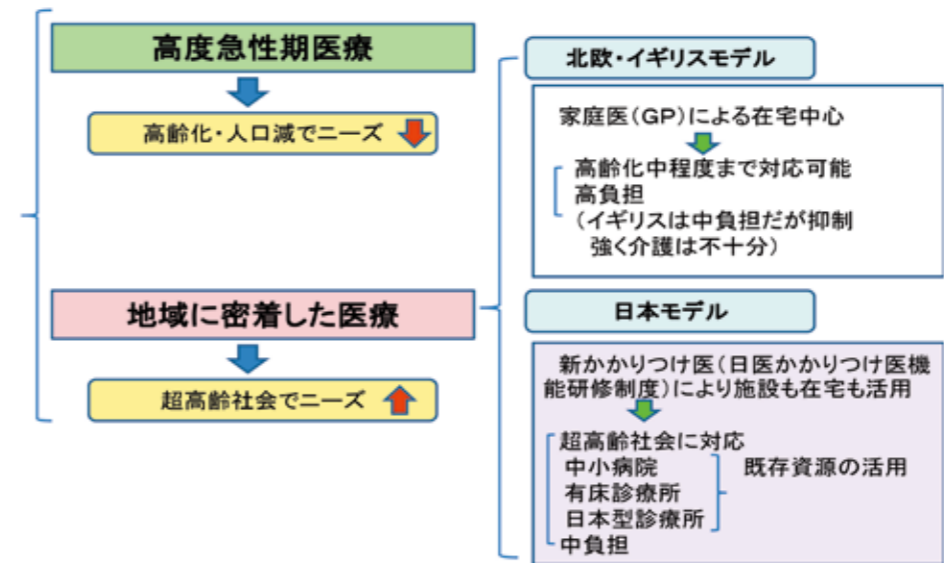 高度急性期医療
高齢化・人口減でニーズ
地域に密着した医療
超高齢社会でニーズ
北欧・イギリスモデル
家庭医（GP）による在宅中心
高齢化中程度まで対応可能
高負担
（イギリスは中負担だが抑制
強く介護は不十分）
日本モデル
新かかりつけ医（日医かかりつけ医機
能研修制度）により施設も在宅も活用
超高齢社会に対応
中小病院
既存資源の活用
有床診療所
日本型診療所
中負担